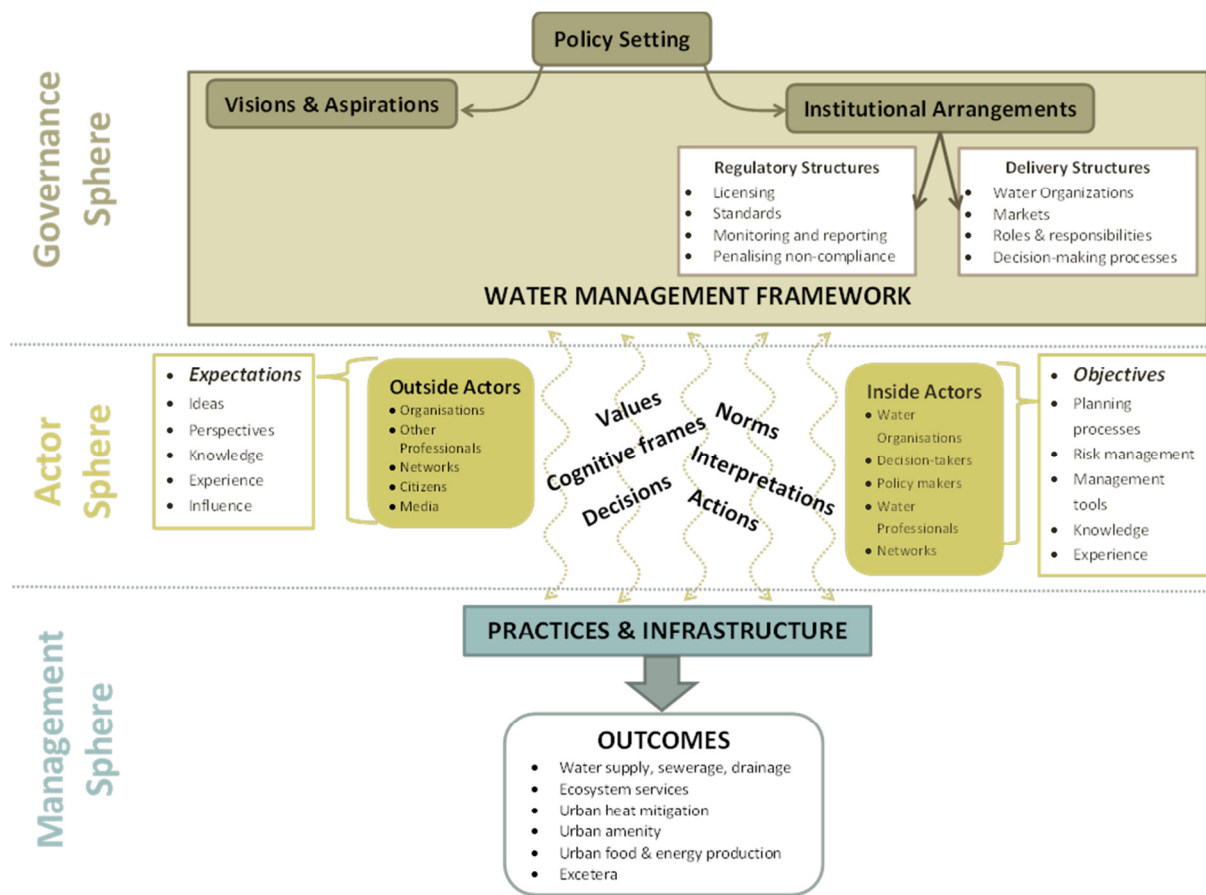 Governance
Sphere
Policy Setting
Visions & Aspirations
Institutional Arrangements
Regulatory Structures
• Licensing
• Standards
• Monitoring and reporting
• Penalising non-compliance
Delivery Structures
• Water Organizations
• Markets
• Roles & responsibilities
• Decision-making processes
WATER MANAGEMENT FRAMEWORK
Actor
Sphere
• Expectations
• Ideas
• Perspectives
• Knowledge
• Experience
• Influence
Outside Actors
• Organisations
• Other
Professionals
• Networks
• Citizens
• Media
Values
Cognitive frames
Decisions
Norms
Interpretations
Actions
Inside Actors
• Water
Organisations
• Decision-takers
• Policy makers
• Water
Professionals
• Networks
• Objectives
• Planning
processes
• Risk management
• Management
tools
• Knowledge
• Experience
Management
Sphere
PRACTICES & INFRASTRUCTURE
OUTCOMES
• Water supply, sewerage, drainage
• Ecosystem services
• Urban heat mitigation
• Urban amenity
• Urban food & energy production
• Excetera